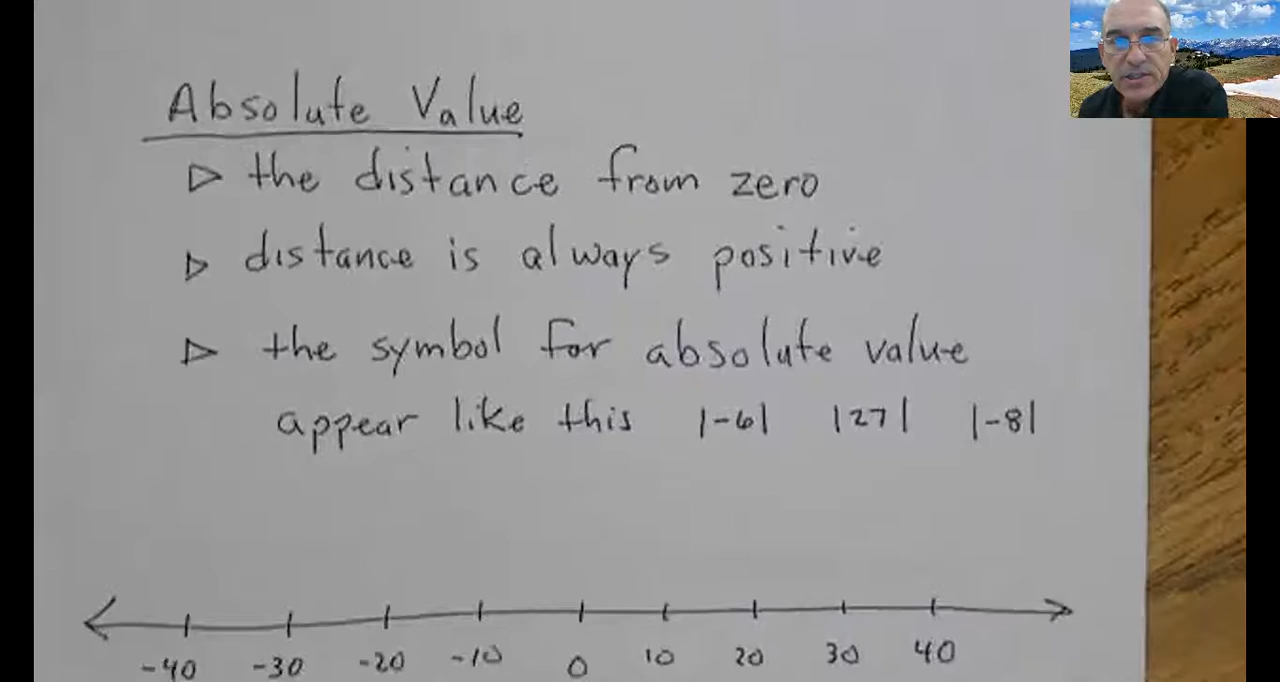 Absolute Value
▷ the distance from zero
▷ distance is always positive
▷ the symbol for absolute value
appear like this |-6| |27| |-8|
-40 -30 -20 -10 0 10 20 30 40